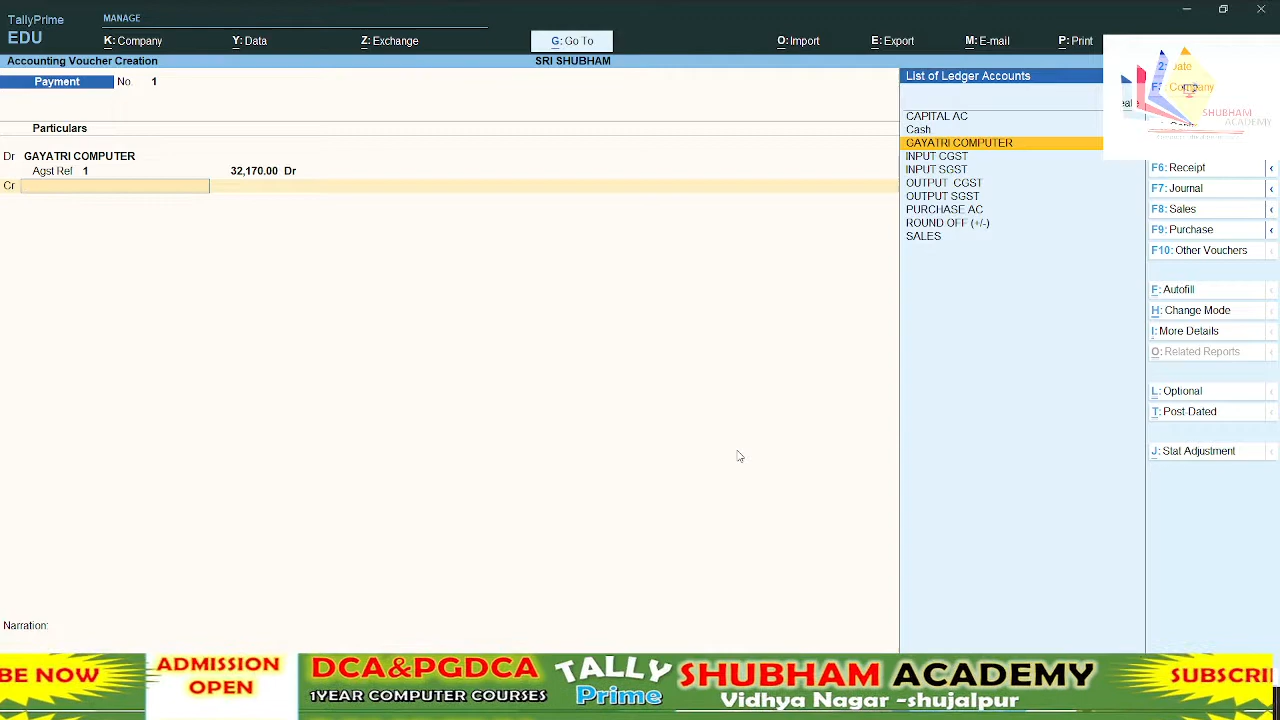 TallyPrime
EDU
MANAGE
K: Company
Y: Data
Z: Exchange
G: Go To
O: Import
E: Export
M: E-mail
P: Print
Accounting Voucher Creation
SRI SHUBHAM
Payment No. 1
Particulars
Dr GAYATRI COMPUTER
Agst Ref 1 32,170.00 Dr
Cr
Narration:
List of Ledger Accounts
CAPITAL AC
Cash
GAYATRI COMPUTER
INPUT CGST
INPUT SGST
OUTPUT CGST
OUTPUT SGST
PURCHASE AC
ROUND OFF (+/-)
SALES
Company
SHUBHAM
ACADEMY
F6: Receipt
F7: Journal
F8: Sales
F9: Purchase
F10: Other Vouchers
F: Autofill
H: Change Mode
I: More Details
O: Related Reports
L: Optional
T: Post-Dated
J: Stat Adjustment
BE NOW
ADMISSION
OPEN
DCA&PGDCA
1YEAR COMPUTER COURSES
TALLY
Prime
SHUBHAM ACADEMY
Vidhya Nagar -shujalpur
SUBSCRI